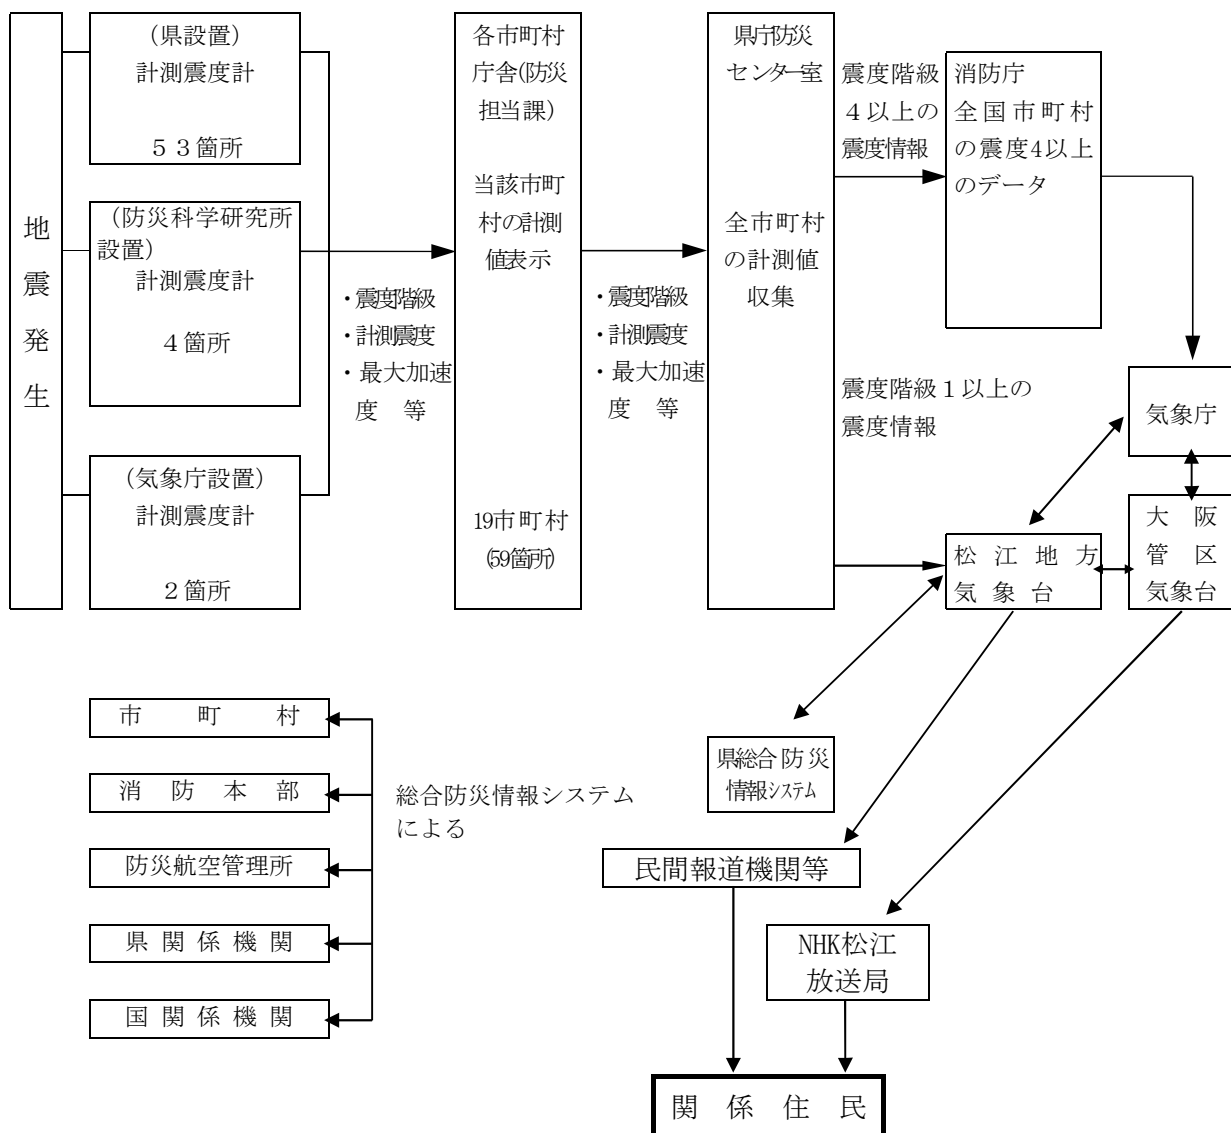 地
震
発
生
(県設置)
計測震度計
５３箇所
(防災科学研究所
設置)
計測震度計
４箇所
(気象庁設置)
計測震度計
２箇所
・震度階級
・計測震度
・最大加速
度　等
各市町村
庁舎(防災
担当課)
当該市町
村の計測
値表示
19市町村
(59箇所)
・震度階級
・計測震度
・最大加速
度　等
県庁防災
センター室
全市町村
の計測値
収集
震度階級
４以上の
震度情報
消防庁
全国市町村
の震度4以上
のデータ
震度階級１以上の
震度情報
気象庁
大　阪
管　区
気象台
松江地方
気象台
県総合防災
情報システム
市　町　村
消防本部
防災航空管理所
県関係機関
国関係機関
総合防災情報システム
による
民間報道機関等
NHK松江
放送局
関係住民